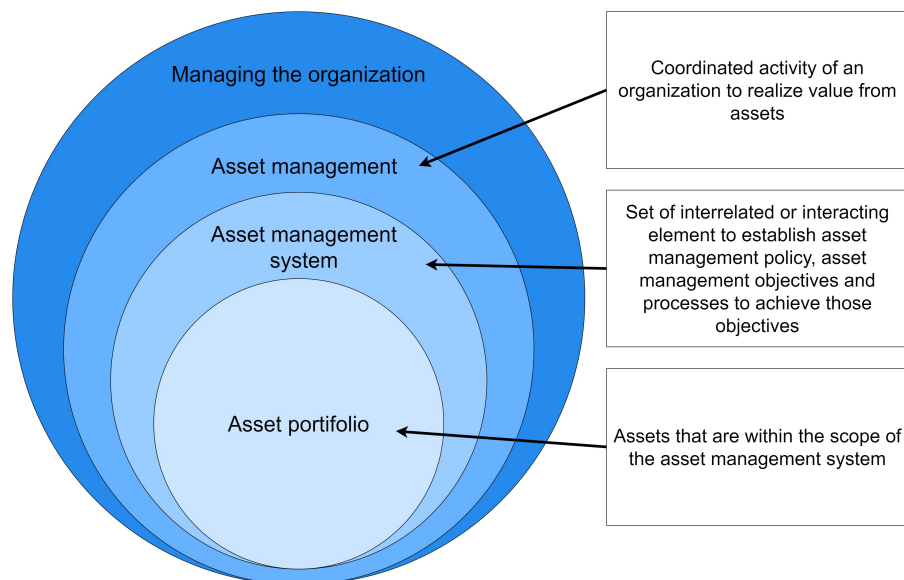 Managing the organization
Coordinated activity of an
organization to realize value from
assets
Asset management
Asset management
system
Set of interrelated or interacting
element to establish asset
management policy, asset
management objectives and
processes to achieve those
objectives
Asset portifolio
Assets that are within the scope of
the asset management system